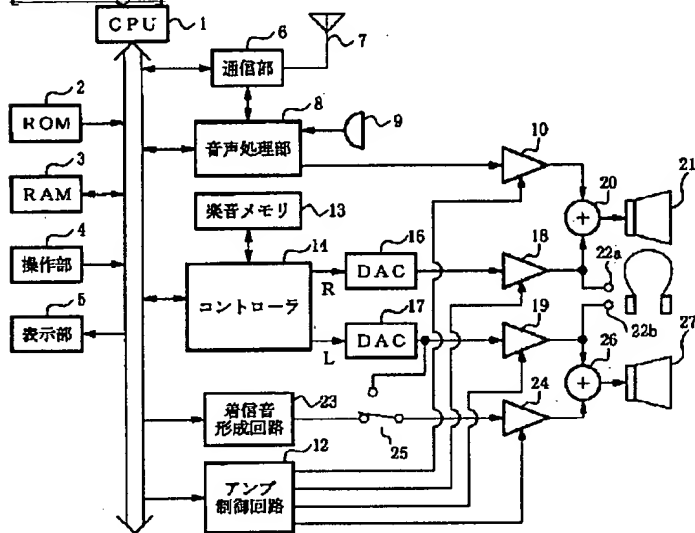 CPU 1
6
7
通信部
2
ROM
8
音声処理部
9
10
3
RAM
楽音メモリ 13
20
21
4
操作部
14
コントローラ
R
L
16
DAC
17
DAC
18
19
22a
22b
5
表示部
26
27
着信音
形成回路
23
25
24
12
アンプ
制御回路